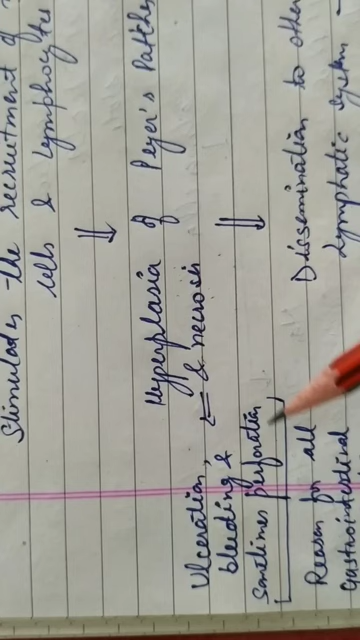 Stimulates the recruitment of
cells & lymphocytes
⇓
Hyperplasia of Peyer's Patches
⇐ & necrosis
⇓
Ulceration,
bleeding &
Sometimes perforation
Dissemination to other
Lymphatic system
Reason for all
Gastrointestinal